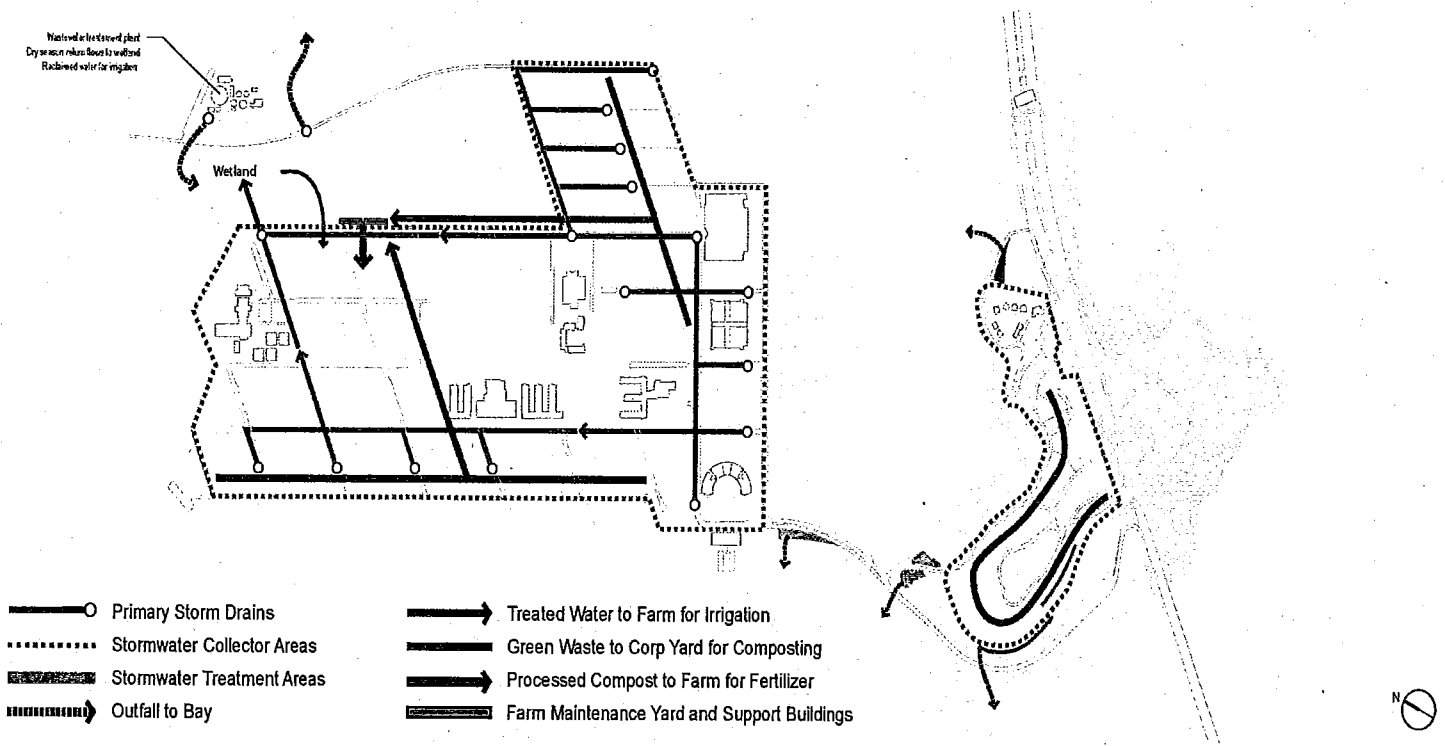 Wastewater treatment plant
Dry season return flows to wetland
Reclaimed water for irrigation
Wetland
Primary Storm Drains
Stormwater Collector Areas
Stormwater Treatment Areas
Outfall to Bay
Treated Water to Farm for Irrigation
Green Waste to Corp Yard for Composting
Processed Compost to Farm for Fertilizer
Farm Maintenance Yard and Support Buildings
N